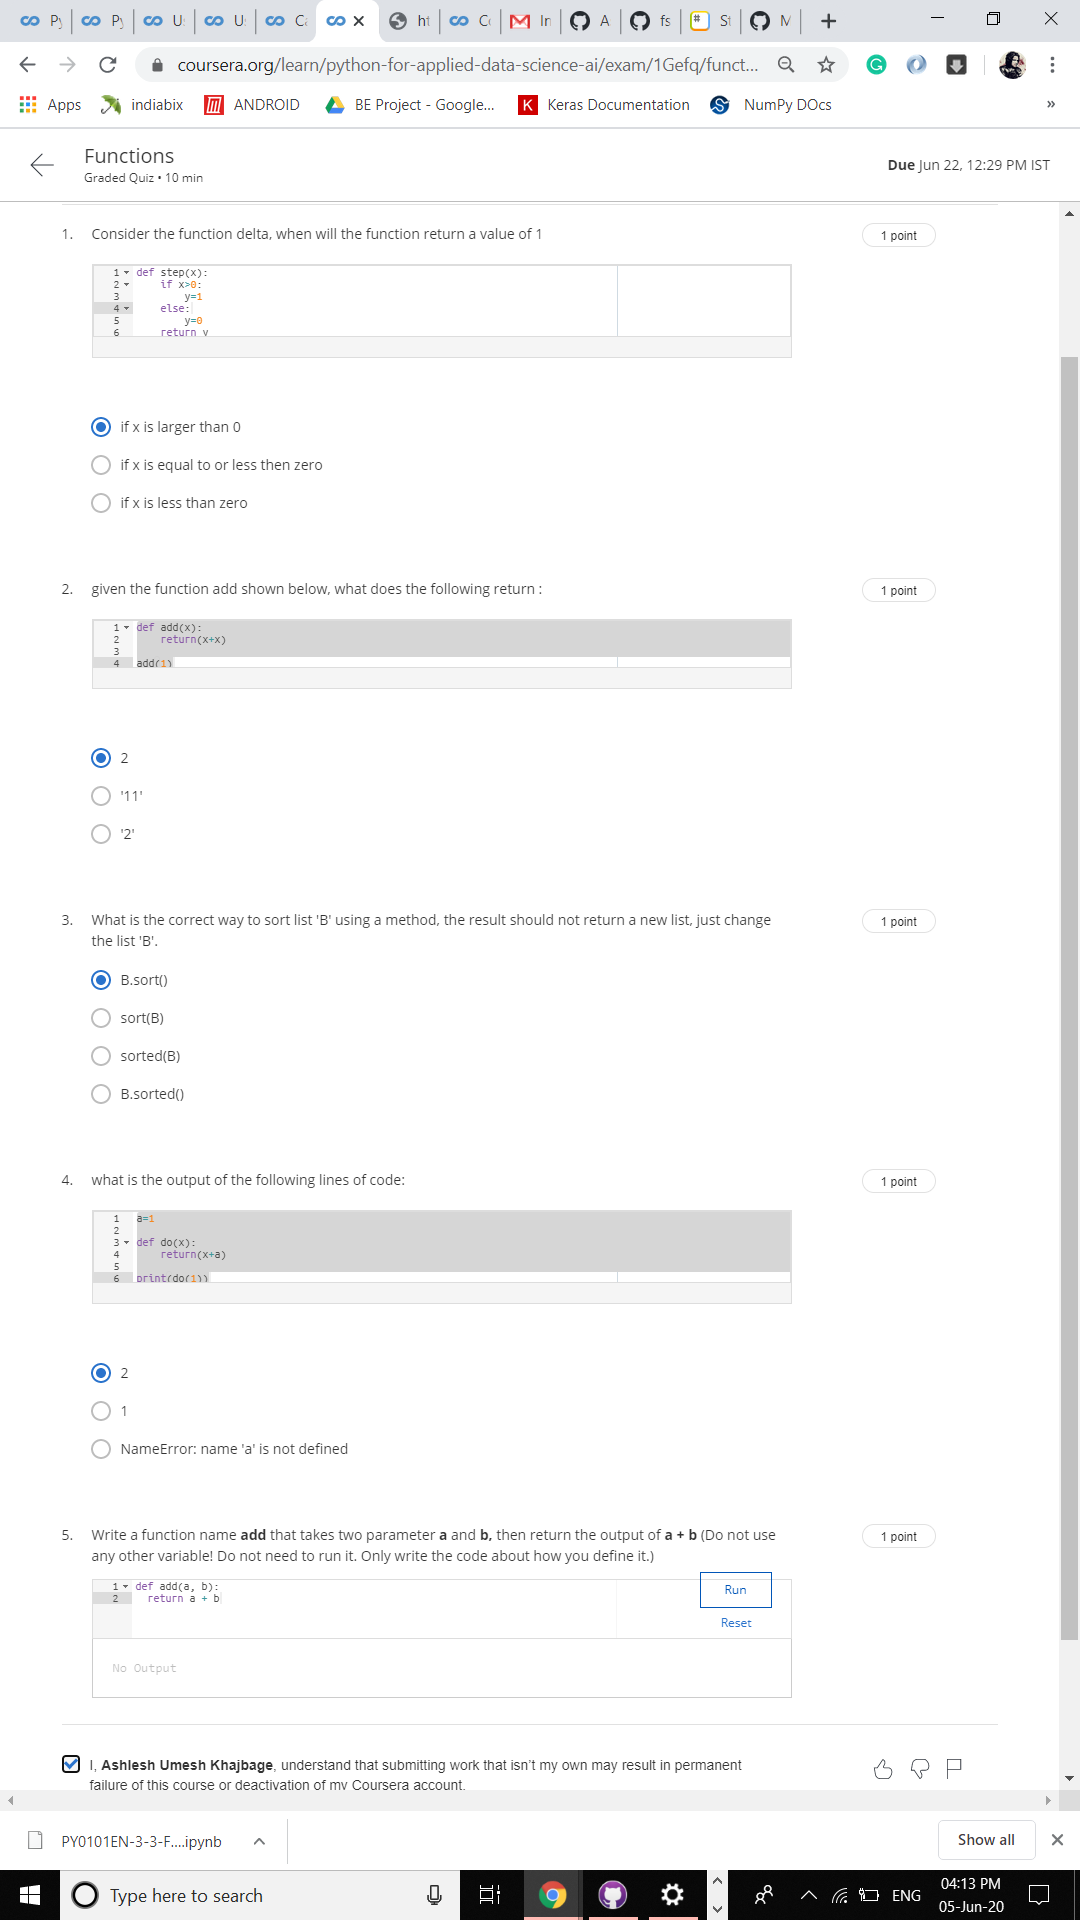 Py
Py
U
U
C
ht
C
In
A
fs
St
M
coursera.org/learn/python-for-applied-data-science-ai/exam/1Gefq/funct...
Apps
indiabix
ANDROID
BE Project - Google...
Keras Documentation
NumPy DOcs
»
Functions
Graded Quiz • 10 min
Due Jun 22, 12:29 PM IST
1. Consider the function delta, when will the function return a value of 1
1 point
1 def step(x):
2 if x>0:
3 y=1
4 else:
5 y=0
6 return y
if x is larger than 0
if x is equal to or less then zero
if x is less than zero
2. given the function add shown below, what does the following return :
1 point
1 def add(x):
2 return(x+x)
3
4 add(1)
2
'11'
'2'
3. What is the correct way to sort list 'B' using a method, the result should not return a new list, just change
the list 'B'.
1 point
B.sort()
sort(B)
sorted(B)
B.sorted()
4. what is the output of the following lines of code:
1 point
1 a=1
2
3 def do(x):
4 return(x+a)
5
6 print(do(1))
2
1
NameError: name 'a' is not defined
5. Write a function name add that takes two parameter a and b, then return the output of a + b (Do not use
any other variable! Do not need to run it. Only write the code about how you define it.)
1 point
1 def add(a, b):
2 return a + b
Run
Reset
No Output
I, Ashlesh Umesh Khajbage, understand that submitting work that isn't my own may result in permanent
failure of this course or deactivation of my Coursera account.
PY0101EN-3-3-F....ipynb
Show all
Type here to search
ENG
04:13 PM
05-Jun-20